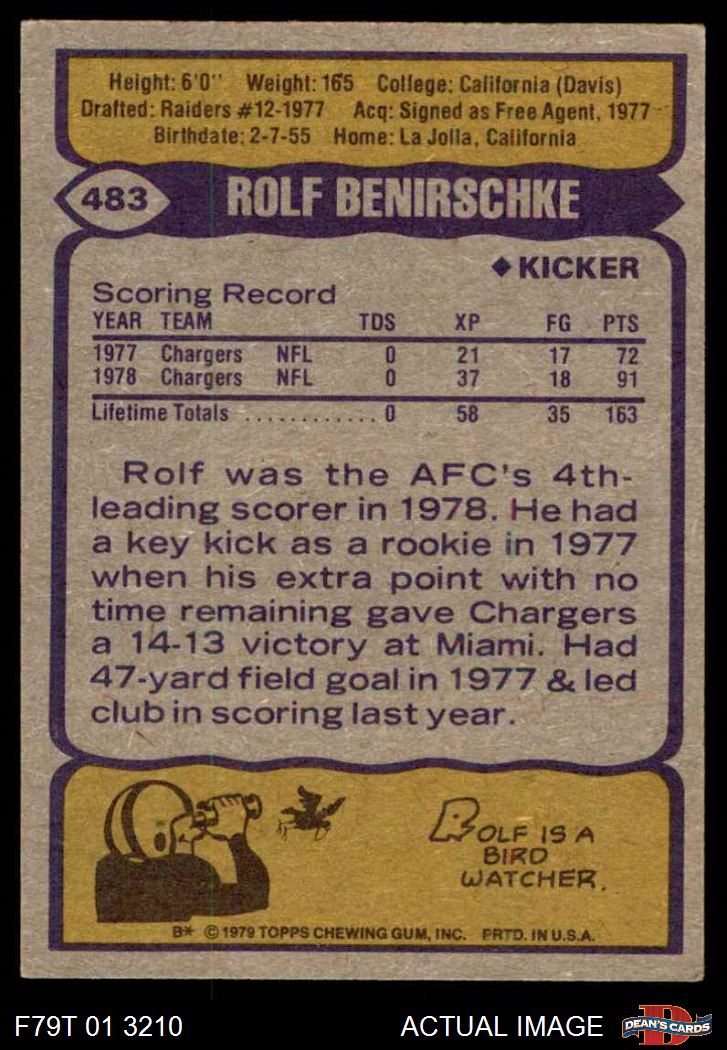 Height: 6'0" Weight: 165 College: California (Davis)
Drafted: Raiders #12-1977 Acq: Signed as Free Agent, 1977
Birthdate: 2-7-55 Home: La Jolla, California
483 ROLF BENIRSCHKE
◆ KICKER
Scoring Record
YEAR TEAM TDS XP FG PTS
1977 Chargers NFL 0 21 17 72
1978 Chargers NFL 0 37 18 91
Lifetime Totals ............ 0 58 35 163
Rolf was the AFC's 4th-
leading scorer in 1978. He had
a key kick as a rookie in 1977
when his extra point with no
time remaining gave Chargers
a 14-13 victory at Miami. Had
47-yard field goal in 1977 & led
club in scoring last year.
ROLF IS A
BIRD
WATCHER.
B* © 1979 TOPPS CHEWING GUM, INC. PRTD. IN U.S.A.
F79T 01 3210 ACTUAL IMAGE D DEAN'S CARDS